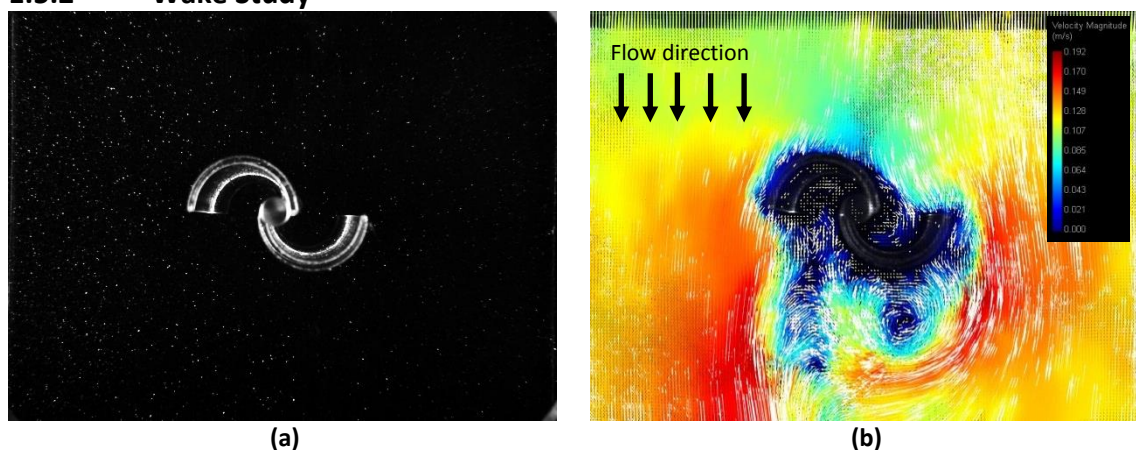 Wake Study
Flow direction
Velocity Magnitude
(m/s)
0.192
0.170
0.149
0.128
0.107
0.085
0.064
0.043
0.021
0.000
(a)
(b)